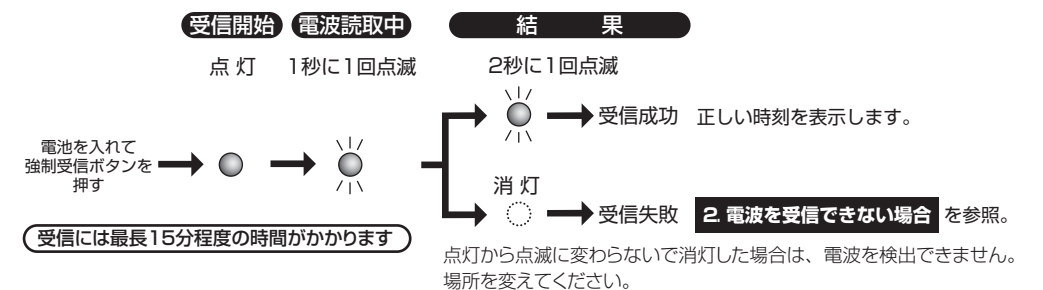 受信開始 電波読取中 結果
点灯 1秒に1回点滅 2秒に1回点滅
受信成功 正しい時刻を表示します。
電池を入れて
強制受信ボタンを
押す
消灯
受信失敗 2. 電波を受信できない場合 を参照。
受信には最長15分程度の時間がかかります
点灯から点滅に変わらないで消灯した場合は、電波を検出できません。
場所を変えてください。